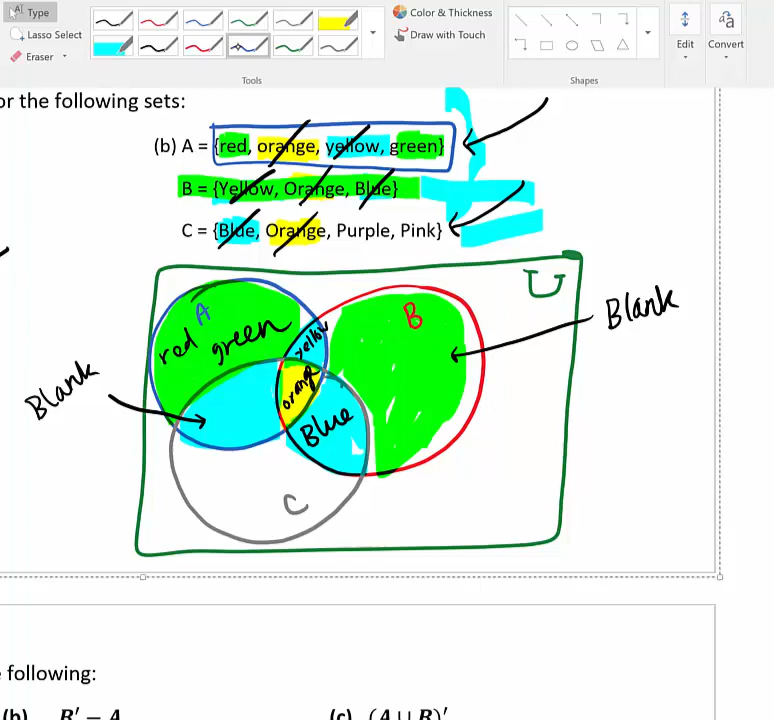 Type
Lasso Select
Eraser
Tools
Color & Thickness
Draw with Touch
Shapes
Edit
Convert
or the following sets:
(b) A = {red, orange, yellow, green}
B = {Yellow, Orange, Blue}
C = {Blue, Orange, Purple, Pink}
U
A
B
red green
yellow
orange
Blue
C
Blank
Blank
following:
(b) B′ − A
(c) (A ∪ B)′